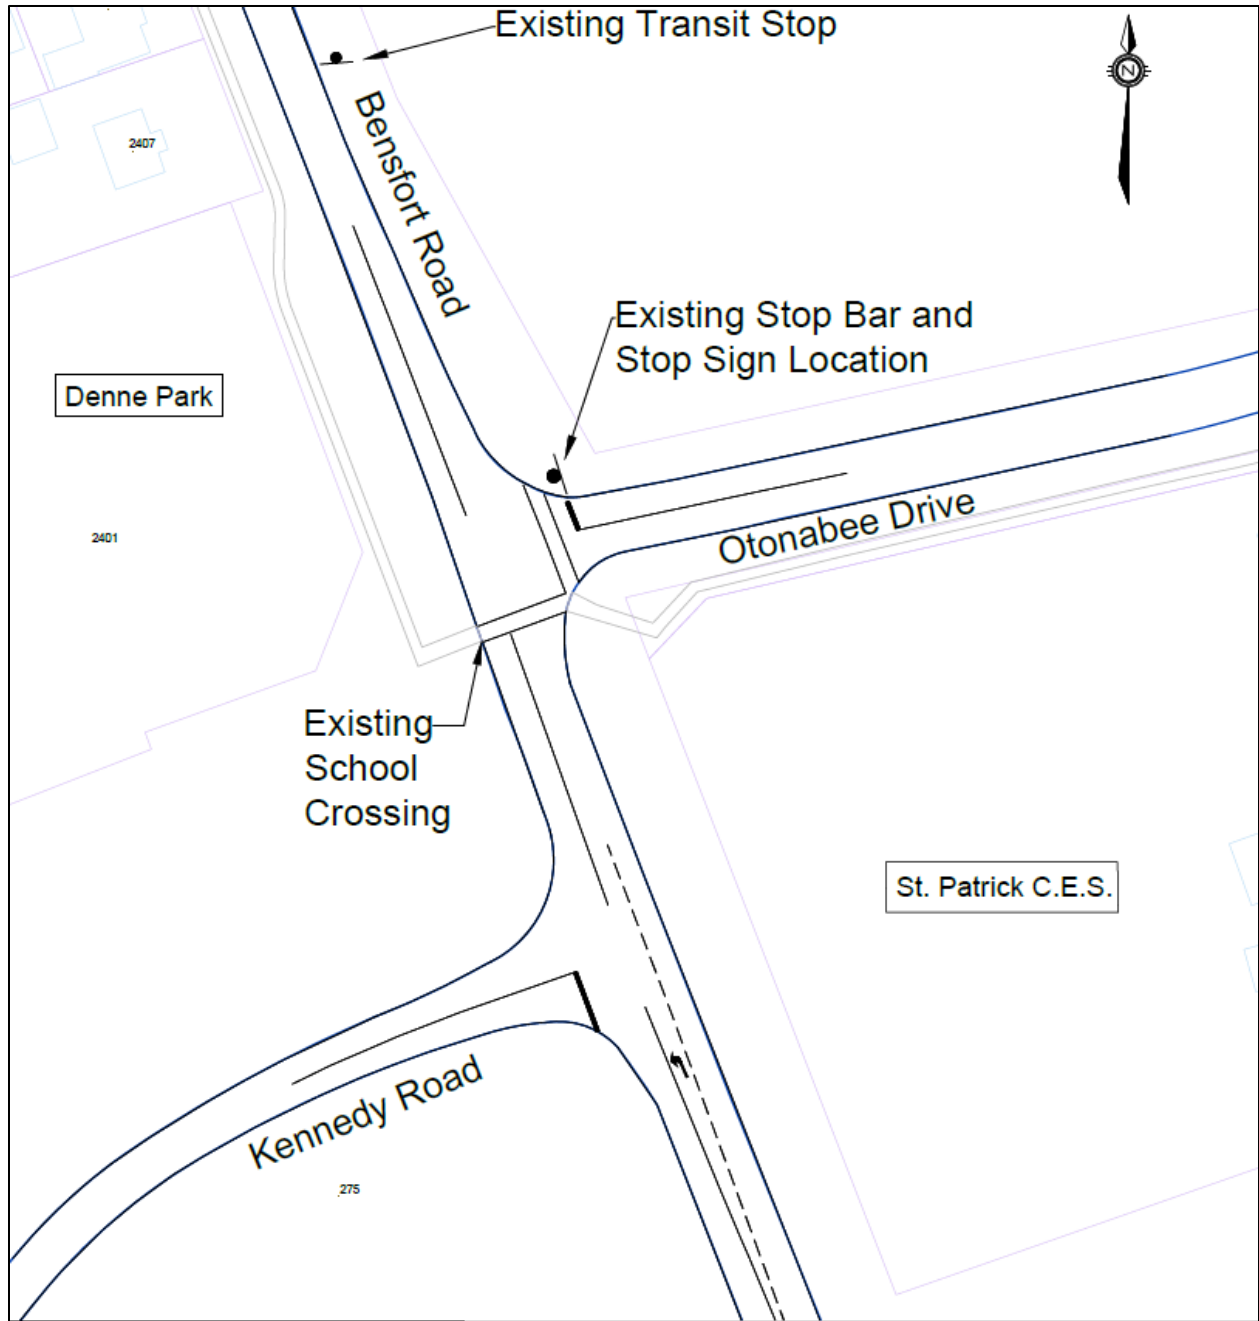 Existing Transit Stop
N
Bensfort Road
2407
Existing Stop Bar and
Stop Sign Location
Denne Park
2401
Otonabee Drive
Existing
School
Crossing
St. Patrick C.E.S.
Kennedy Road
275